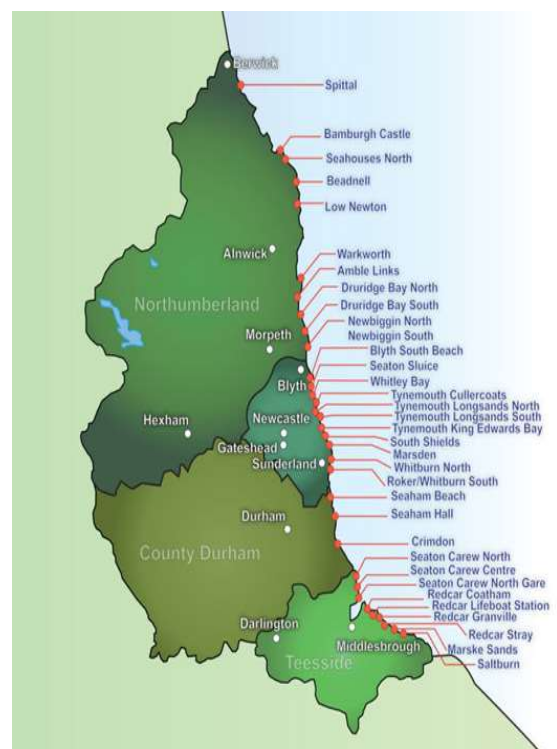 Berwick
Spittal
Bamburgh Castle
Seahouses North
Beadnell
Low Newton
Alnwick
Warkworth
Amble Links
Druridge Bay North
Northumberland
Druridge Bay South
Newbiggin North
Morpeth
Newbiggin South
Blyth South Beach
Seaton Sluice
Blyth
Whitley Bay
Tynemouth Cullercoats
Tynemouth Longsands North
Hexham
Newcastle
Tynemouth Longsands South
Tynemouth King Edwards Bay
Gateshead
South Shields
Marsden
Sunderland
Whitburn North
Roker/Whitburn South
Seaham Beach
Durham
Seaham Hall
Crimdon
County Durham
Seaton Carew North
Seaton Carew Centre
Seaton Carew North Gare
Redcar Coatham
Redcar Lifeboat Station
Redcar Granville
Darlington
Redcar Stray
Middlesbrough
Marske Sands
Teesside
Saltburn